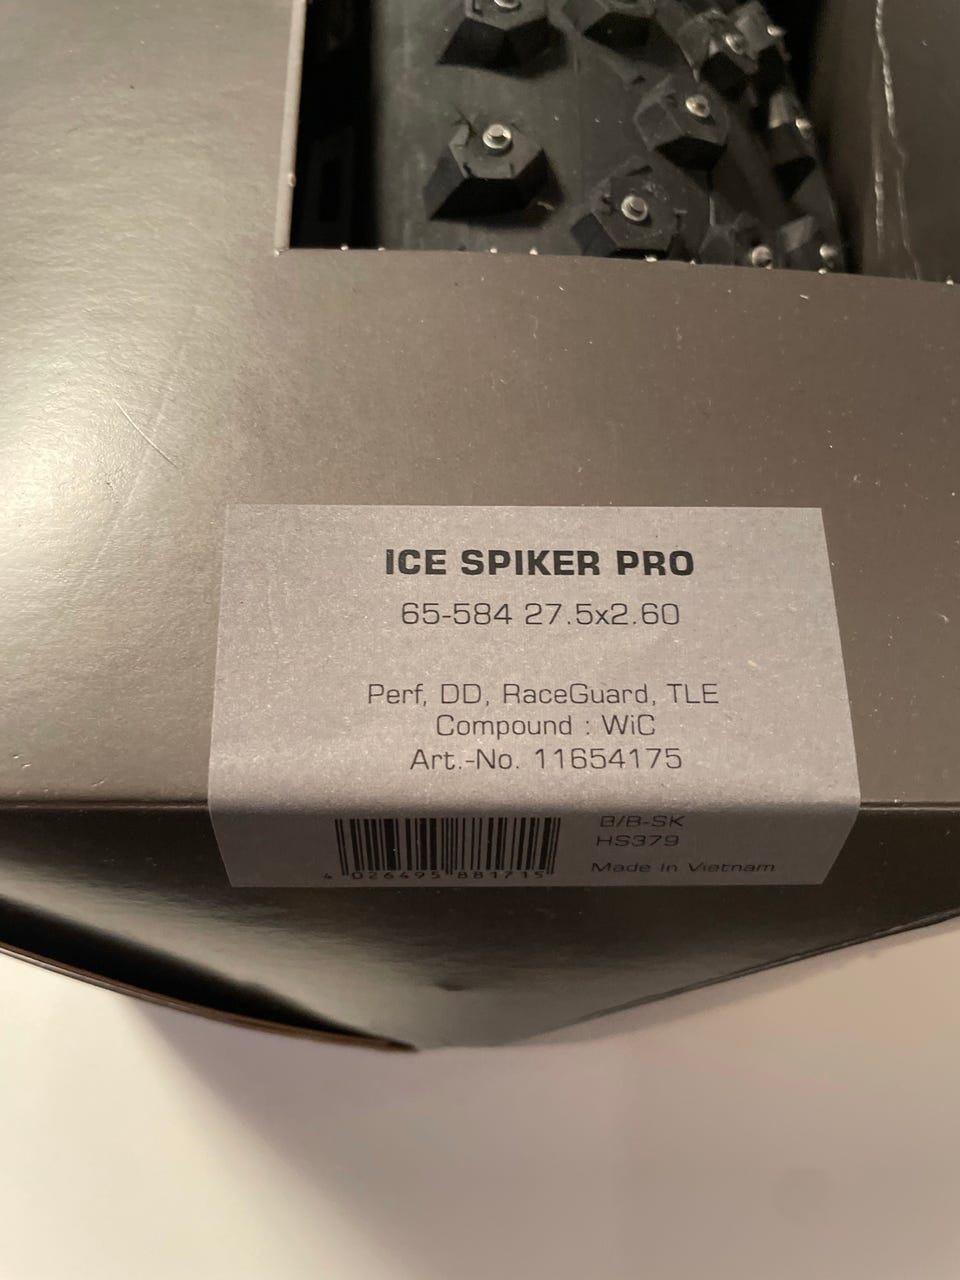 ICE SPIKER PRO
65-584 27.5x2.60
Perf, DD, RaceGuard, TLE
Compound : WiC
Art.-No. 11654175
B/B-SK
HS379
Made in Vietnam
4 026495 881715